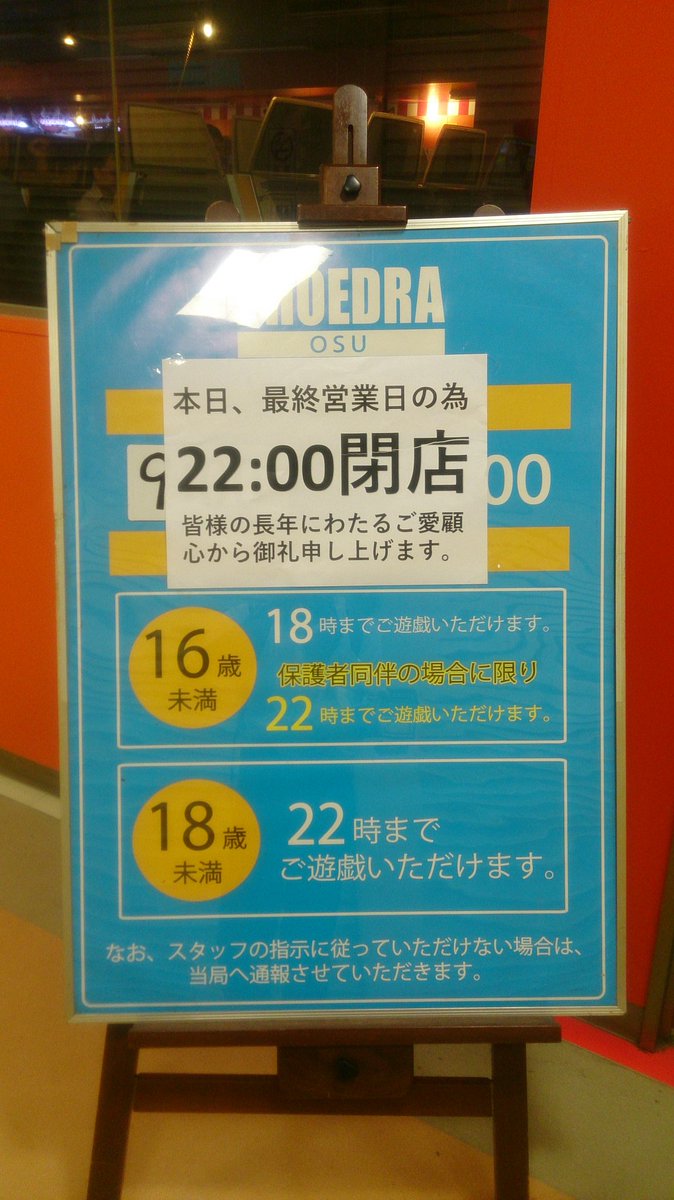 OSU
本日、最終営業日の為
22:00閉店
00
皆様の長年にわたるご愛顧
心から御礼申し上げます。
16歳
未満
18時までご遊戯いただけます。
保護者同伴の場合に限り
22時までご遊戯いただけます。
18歳
未満
22時まで
ご遊戯いただけます。
なお、スタッフの指示に従っていただけない場合は、
当局へ通報させていただきます。